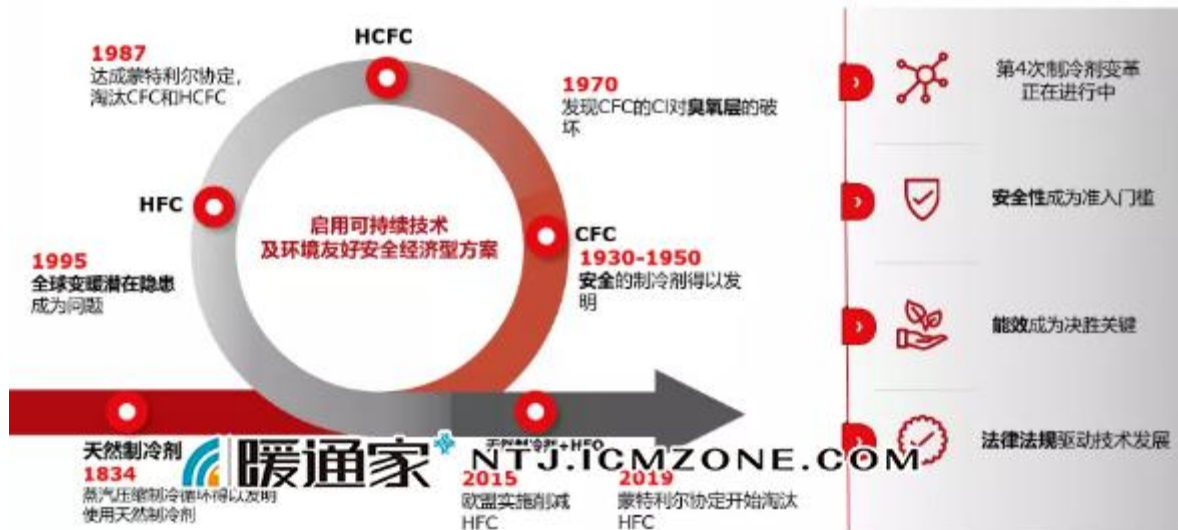 HCFC
1987
达成蒙特利尔协定，
淘汰CFC和HCFC
1970
发现CFC的Cl对臭氧层的破
坏
HFC
启用可持续技术
及环境友好安全经济型方案
CFC
1930-1950
安全的制冷剂得以发
明
1995
全球变暖潜在隐患
成为问题
天然制冷剂
1834
蒸汽压缩制冷循环得以发明
使用天然制冷剂
天然制冷剂+HFO
2015
欧盟实施削减
HFC
2019
蒙特利尔协定开始淘汰
HFC
暖通家
NTJ.ICMZONE.COM
第4次制冷剂变革
正在进行中
安全性成为准入门槛
能效成为决胜关键
法律法规驱动技术发展